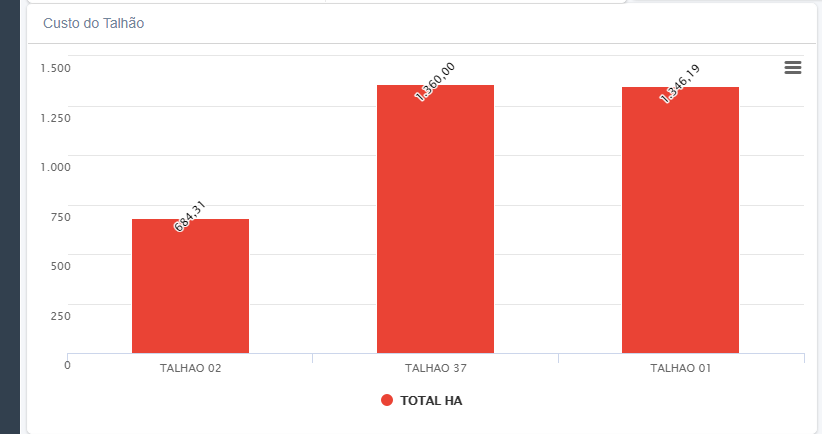 Custo do Talhão
1.500
1.250
1.000
750
500
250
0
684,31
1.360,00
1.346,19
TALHAO 02
TALHAO 37
TALHAO 01
TOTAL HA